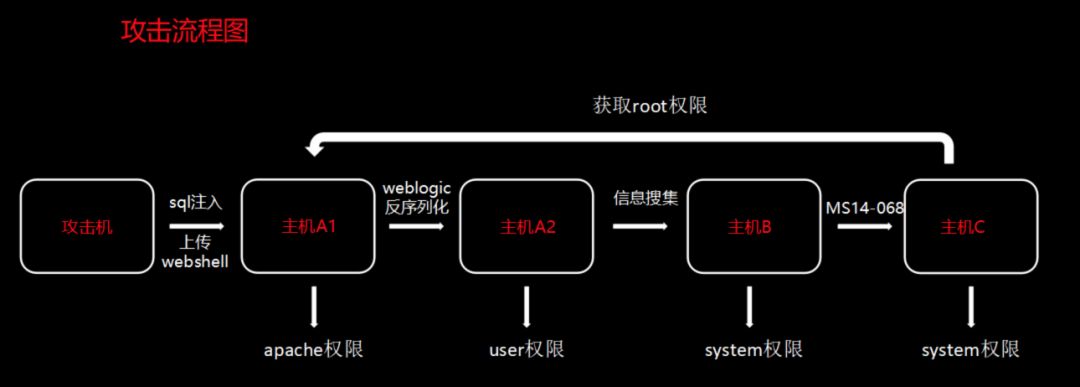 攻击流程图
获取root权限
攻击机
sql注入
上传
webshell
主机A1
weblogic
反序列化
主机A2
信息搜集
主机B
MS14-068
主机C
apache权限
user权限
system权限
system权限